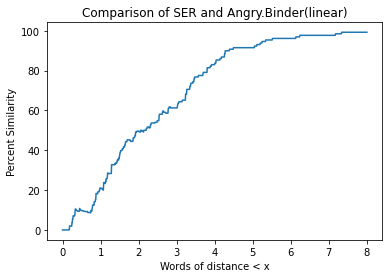 Comparison of SER and Angry.Binder(linear)
100
80
60
40
20
0
Percent Similarity
0 1 2 3 4 5 6 7 8
Words of distance < x